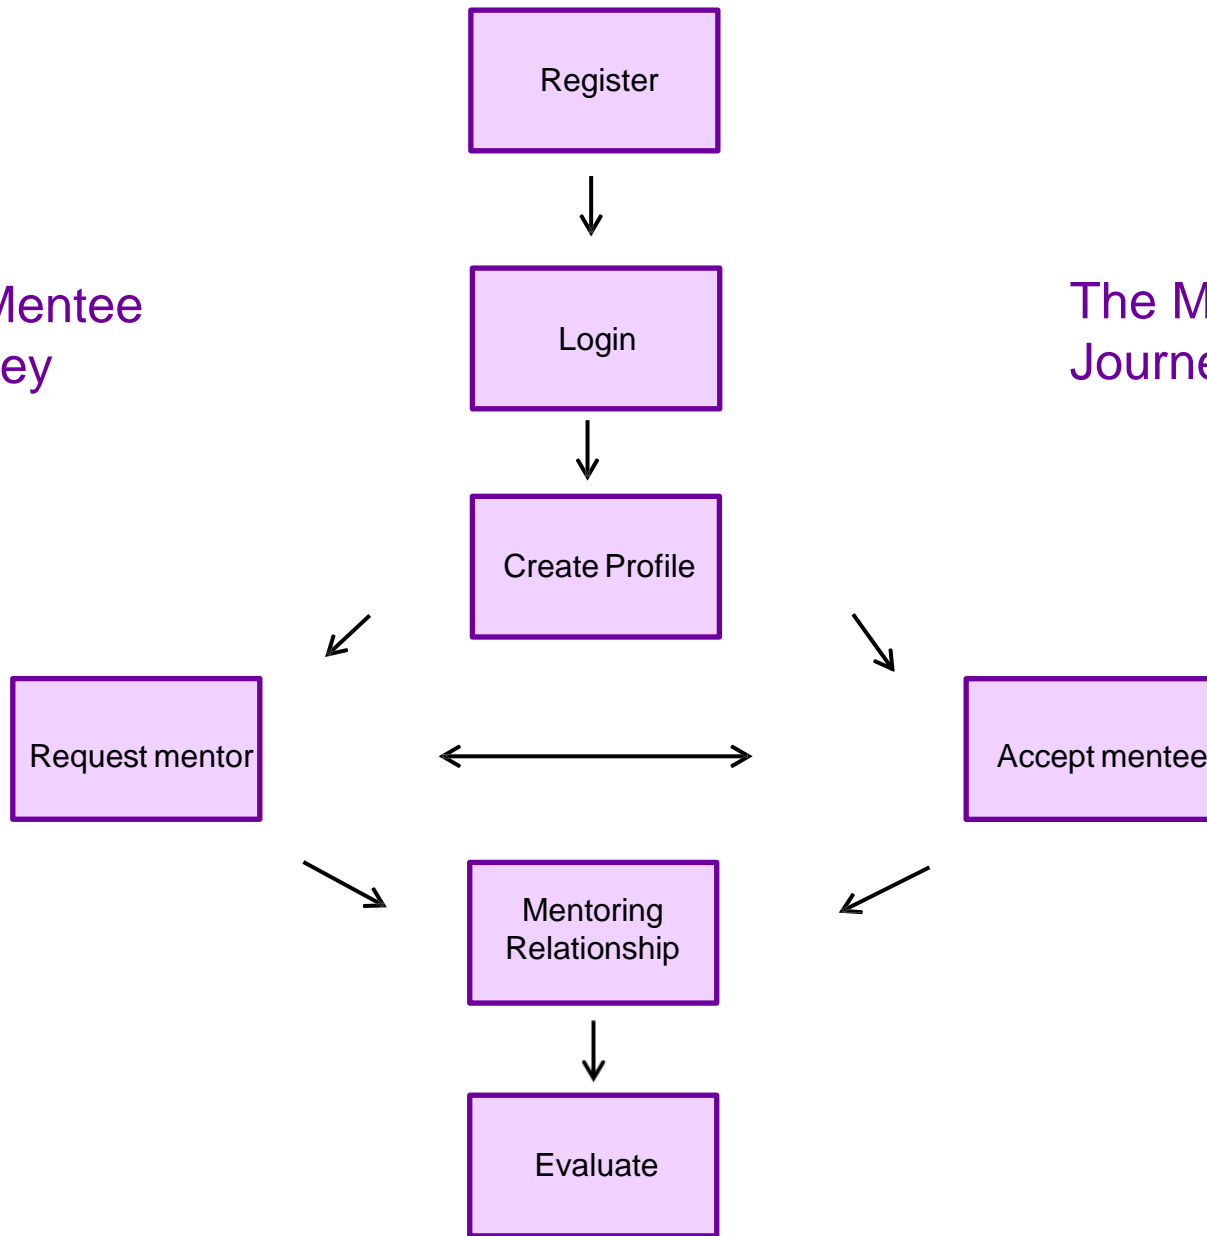 Register
Mentee
ey
The M
Journe
Login
Create Profile
Request mentor
Accept mentee
Mentoring
Relationship
Evaluate